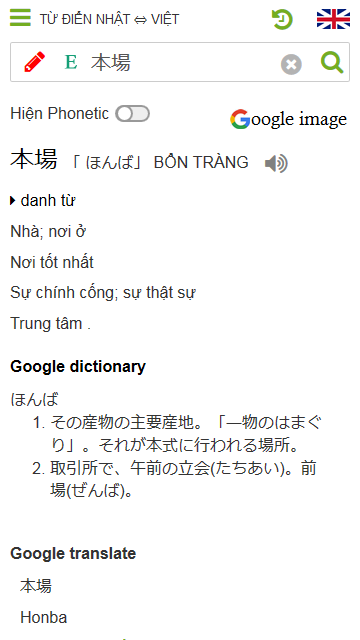 TỪ ĐIỂN NHẬT ⇔ VIỆT
E 本場
Hiện Phonetic
Google image
本場 「 ほんば」 BỔN TRÀNG
danh từ
Nhà; nơi ở
Nơi tốt nhất
Sự chính cống; sự thật sự
Trung tâm .
Google dictionary
ほんば
1. その産物の主要産地。「―物のはまぐ
り」。それが本式に行われる場所。
2. 取引所で、午前の立会(たちあい)。前
場(ぜんば)。
Google translate
本場
Honba